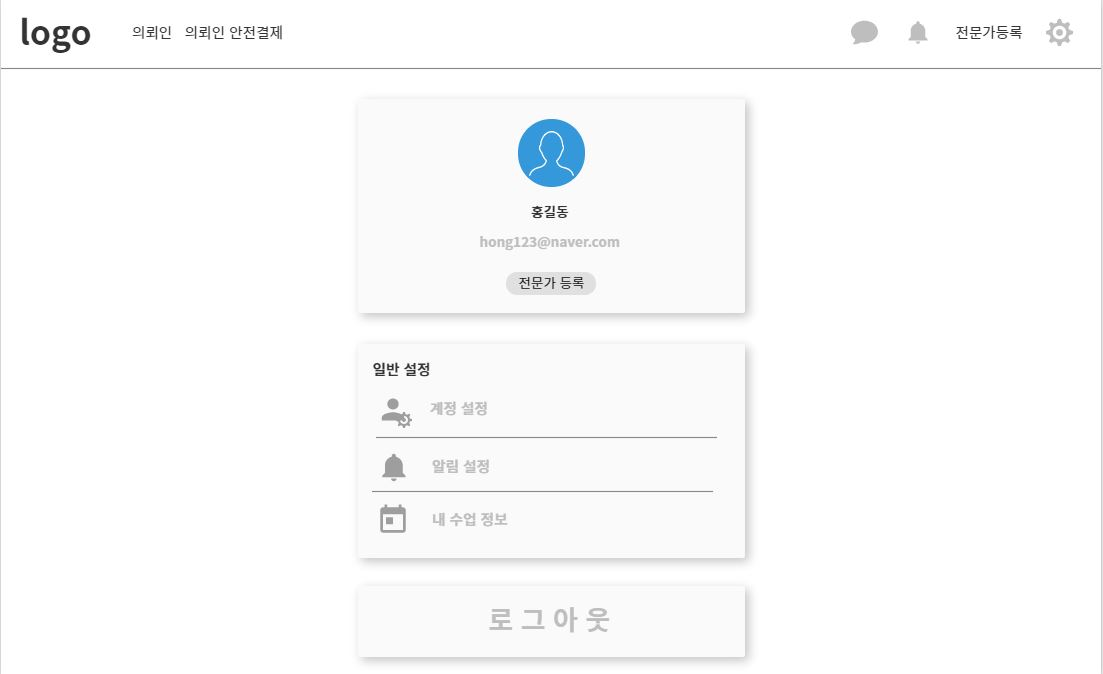 logo 의뢰인 의뢰인 안전결제 전문가등록
홍길동
hong123@naver.com
전문가 등록
일반 설정
계정 설정
알림 설정
내 수업 정보
로그아웃